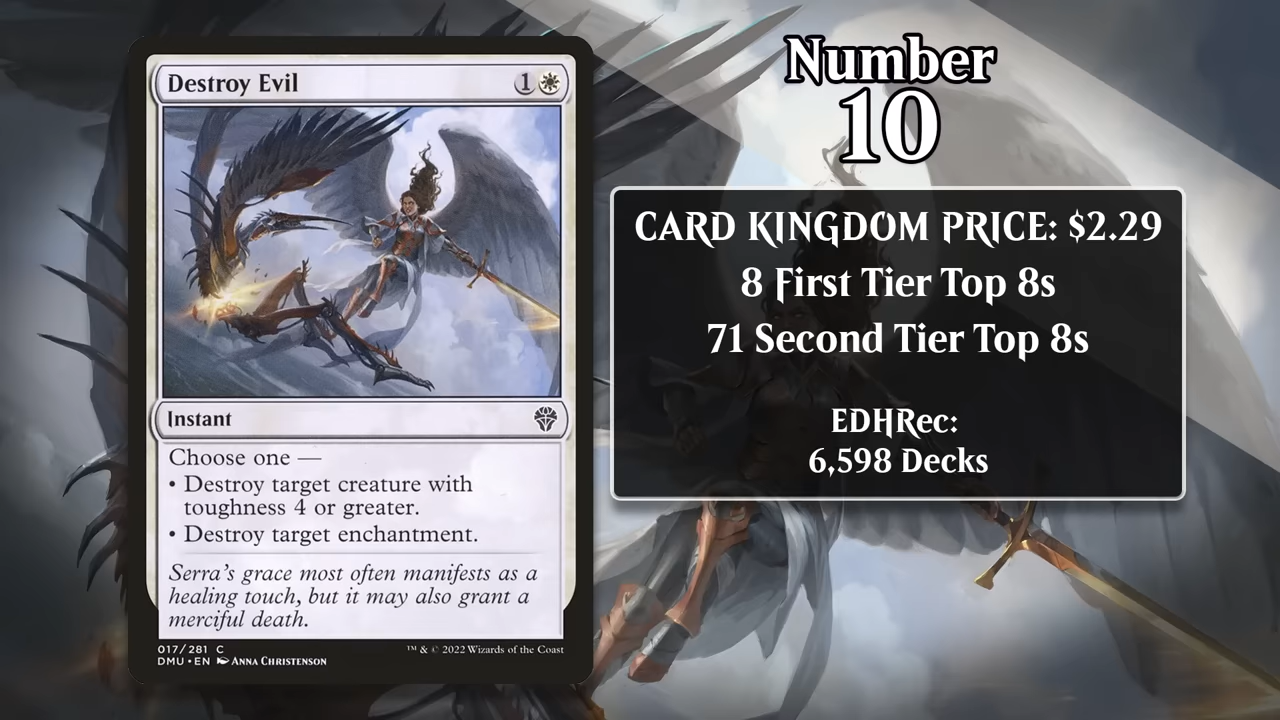 Destroy Evil 1
Instant
Choose one —
• Destroy target creature with
toughness 4 or greater.
• Destroy target enchantment.
Serra's grace most often manifests as a
healing touch, but it may also grant a
merciful death.
017/281 C
DMU • EN Anna Christenson
™ & © 2022 Wizards of the Coast
Number
10
CARD KINGDOM PRICE: $2.29
8 First Tier Top 8s
71 Second Tier Top 8s
EDHRec:
6,598 Decks